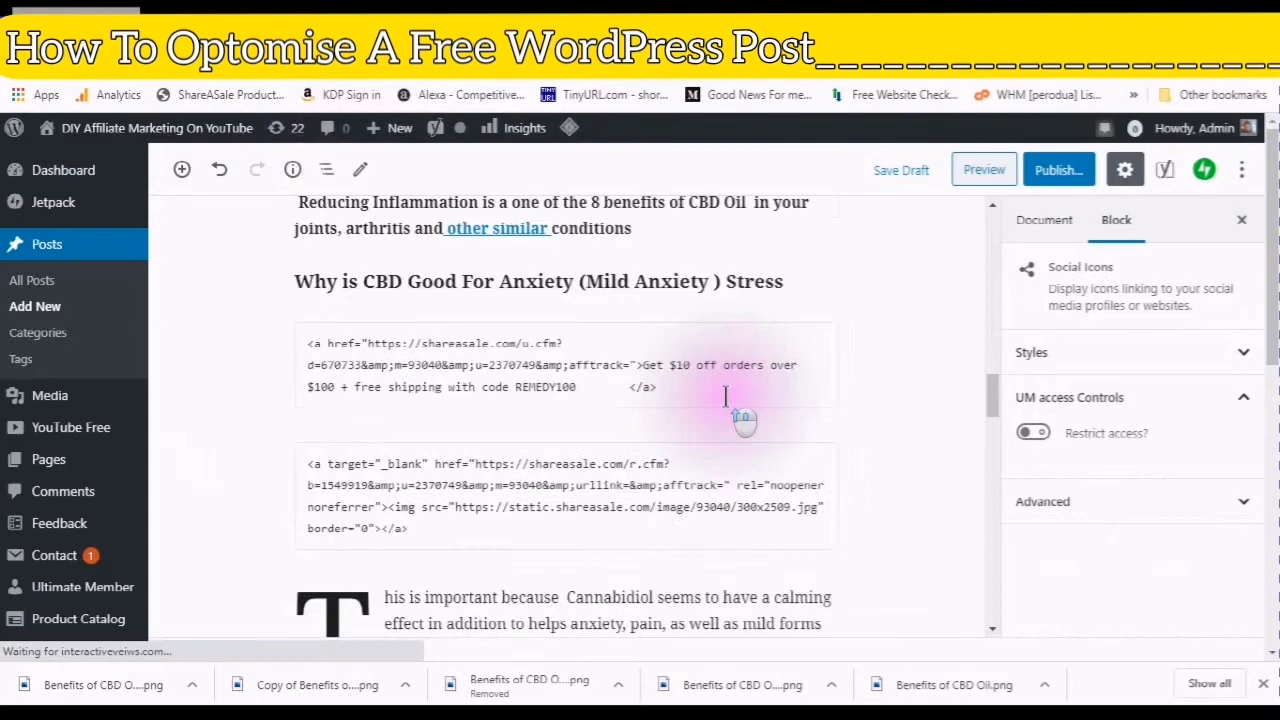 How To Optomise A Free WordPress Post_ _ _ _ _ _ _ _ _ _ _ _ _ _ _ _
Apps Analytics ShareASale Product... KDP Sign in Alexa - Competitive... TinyURL.com - shor... Good News For me... Free Website Check... WHM [perodua] Lis... » Other bookmarks
DIY Affiliate Marketing On YouTube 22 0 New Insights Howdy, Admin
Dashboard
Jetpack
Posts
All Posts
Add New
Categories
Tags
Media
YouTube Free
Pages
Comments
Feedback
Contact 1
Ultimate Member
Product Catalog
Save Draft Preview Publish...
Reducing Inflammation is a one of the 8 benefits of CBD Oil in your
joints, arthritis and other similar conditions
Why is CBD Good For Anxiety (Mild Anxiety ) Stress
<a href="https://shareasale.com/u.cfm?
d=670733&amp;m=93040&amp;u=2370749&amp;afftrack=">Get $10 off orders over
$100 + free shipping with code REMEDY100 </a>
<a target="_blank" href="https://shareasale.com/r.cfm?
b=1549919&amp;u=2370749&amp;m=93040&amp;urllink=&amp;afftrack=" rel="noopener
noreferrer"><img src="https://static.shareasale.com/image/93040/300x2509.jpg"
border="0"></a>
This is important because Cannabidiol seems to have a calming
effect in addition to helps anxiety, pain, as well as mild forms
Document Block
Social Icons
Display icons linking to your social
media profiles or websites.
Styles
UM access Controls
Restrict access?
Advanced
Waiting for interactiveveiws.com...
Benefits of CBD O....png Copy of Benefits o....png Benefits of CBD O....png Benefits of CBD O....png Benefits of CBD Oil.png Show all
Removed